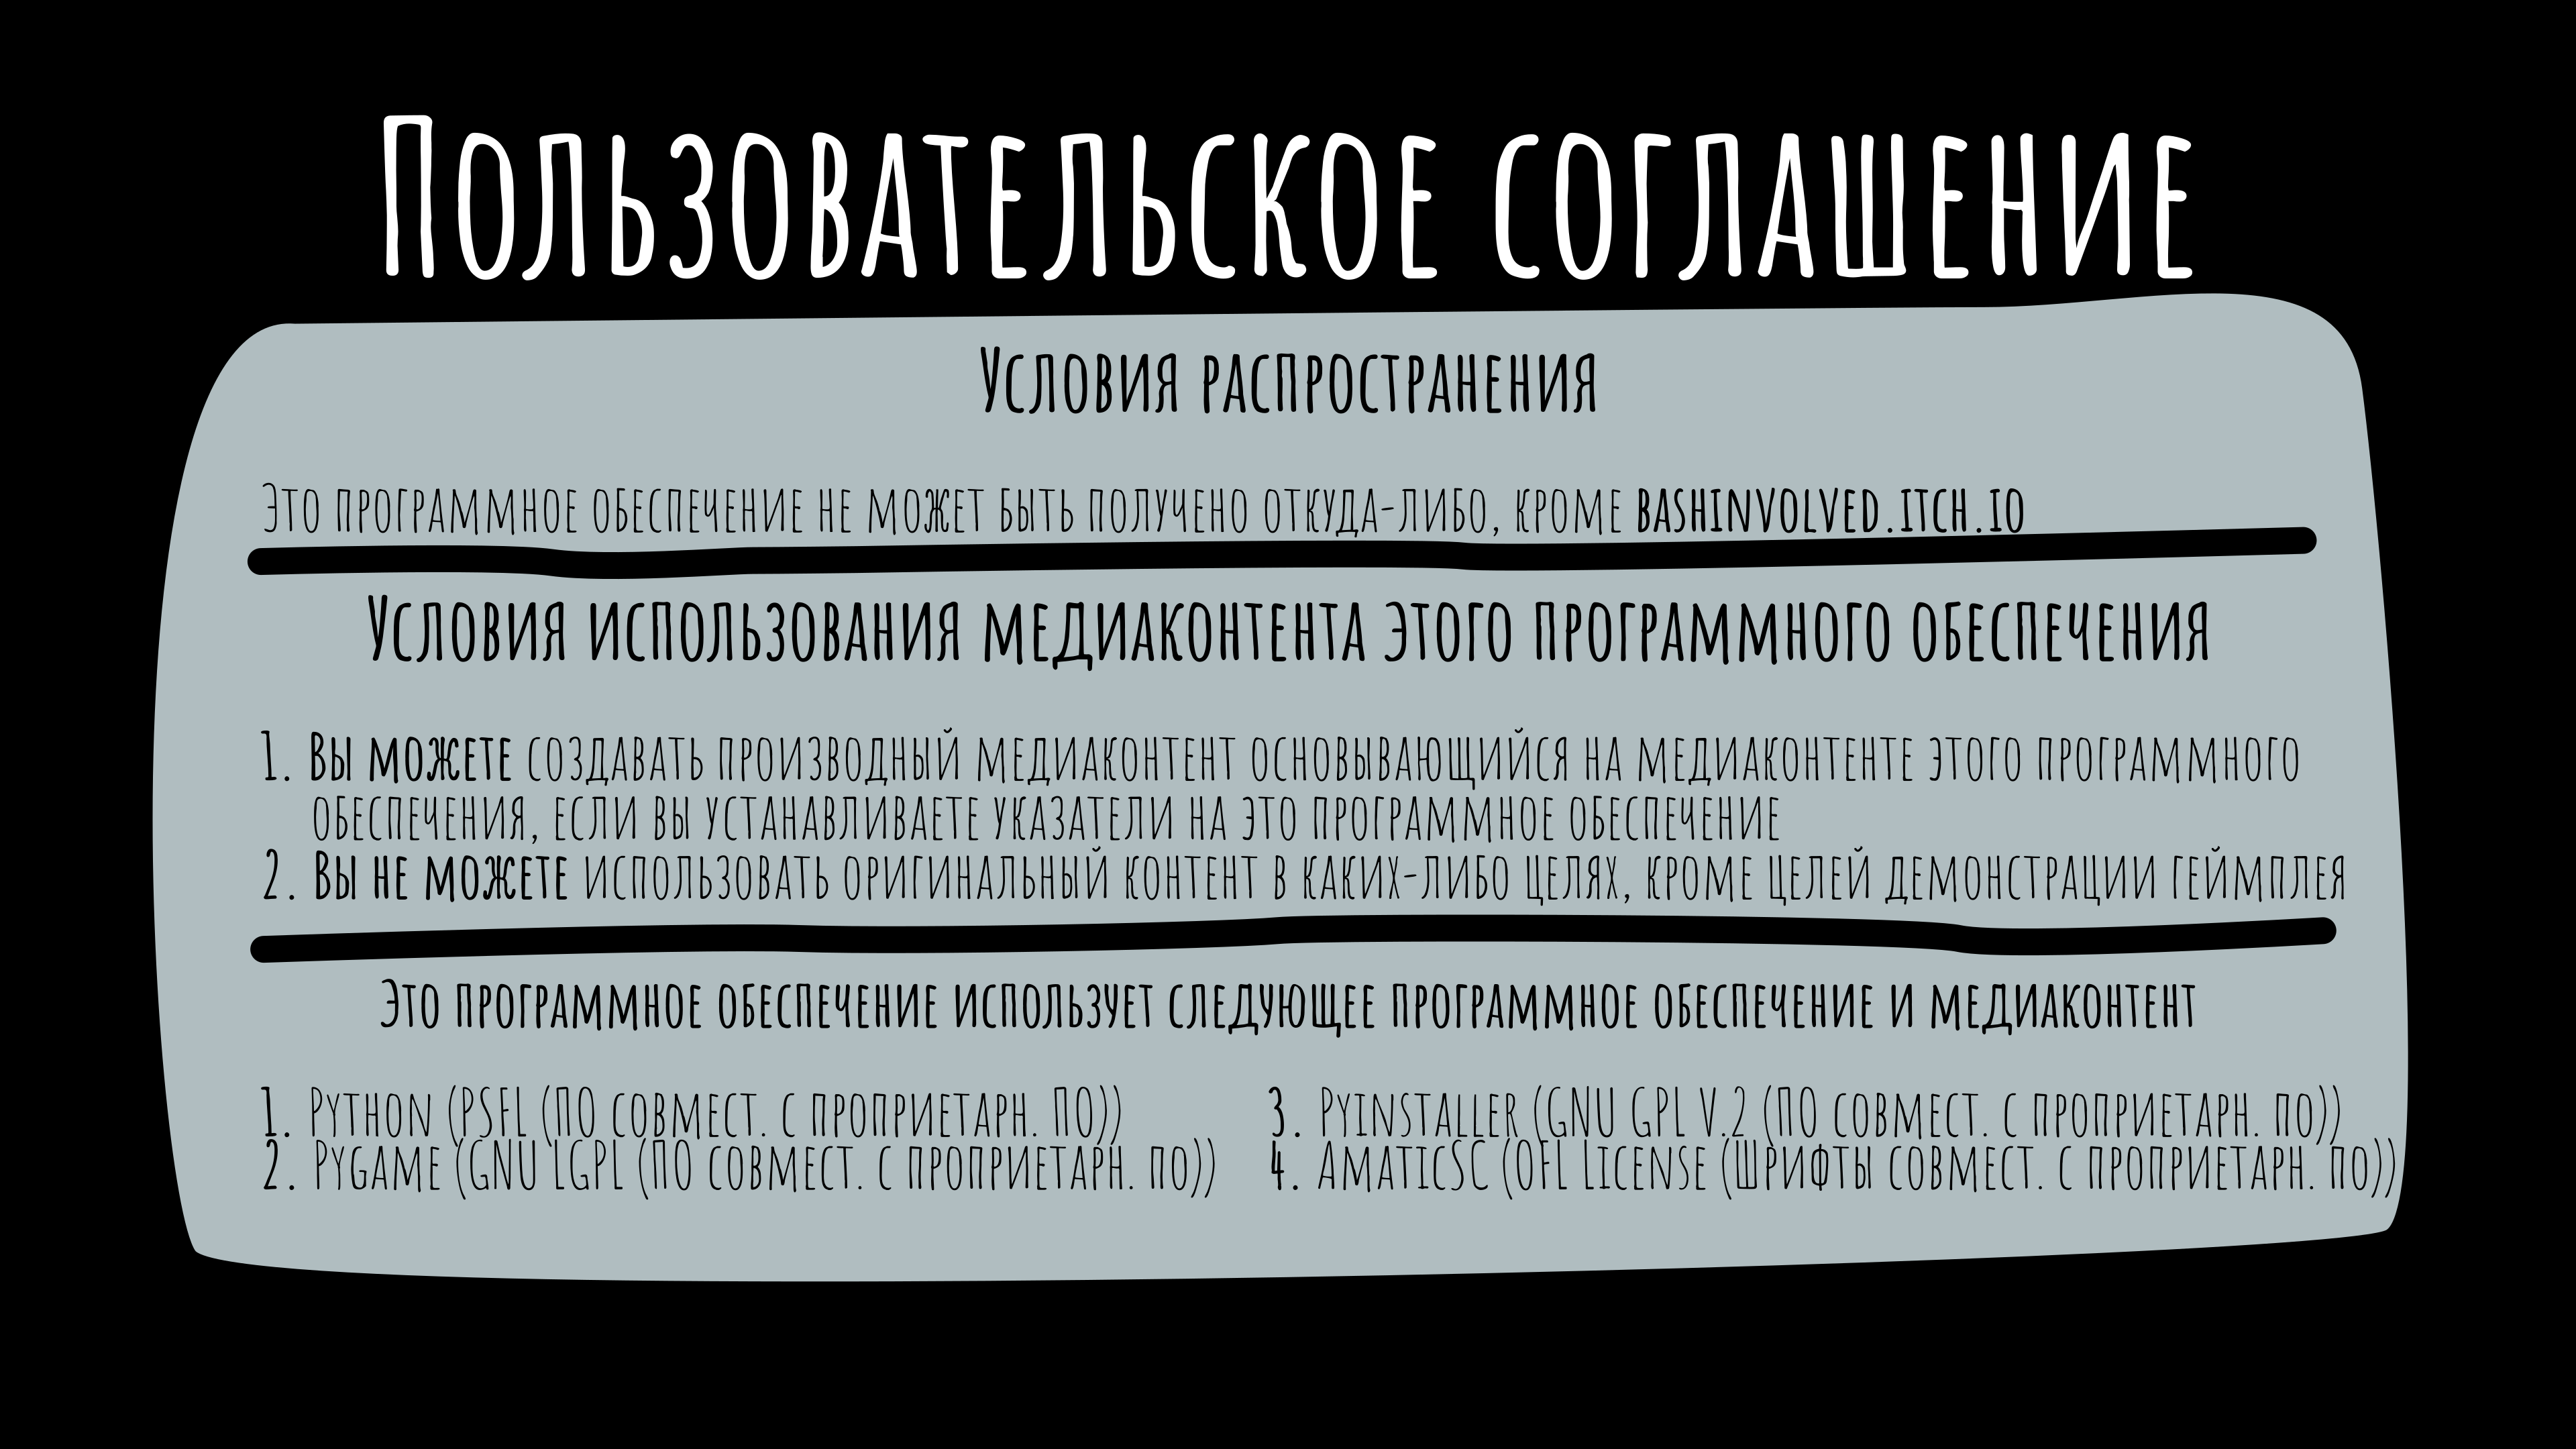 Пользовательское соглашение
Условия распространения
Это программное обеспечение не может быть получено откуда-либо, кроме bashinvolved.itch.io
Условия использования медиаконтента этого программного обеспечения
1. Вы можете создавать производный медиаконтент основывающийся на медиаконтенте этого программного
обеспечения, если вы устанавливаете указатели на это программное обеспечение
2. Вы не можете использовать оригинальный контент в каких-либо целях, кроме целей демонстрации геймплея
Это программное обеспечение использует следующее программное обеспечение и медиаконтент
1. Python (PSFL (ПО совмест. с проприетарн. ПО))
2. Pygame (GNU LGPL (ПО совмест. с проприетарн. по))
3. Pyinstaller (GNU GPL V.2 (ПО совмест. с проприетарн. по))
4. AmaticSC (OFL License (Шрифты совмест. с проприетарн. по))